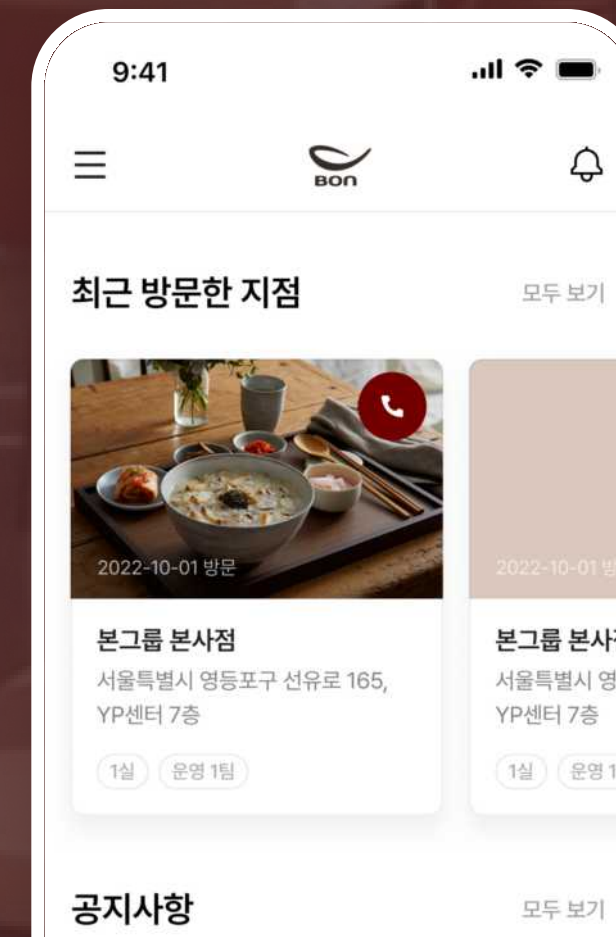 9:41
BON
최근 방문한 지점
모두 보기
2022-10-01 방문
2022-10-01
본그룹 본사점
서울특별시 영등포구 선유로 165,
YP센터 7층
1실
운영 1팀
본그룹 본사점
서울특별시 영
YP센터 7층
1실
운영 1
공지사항
모두 보기